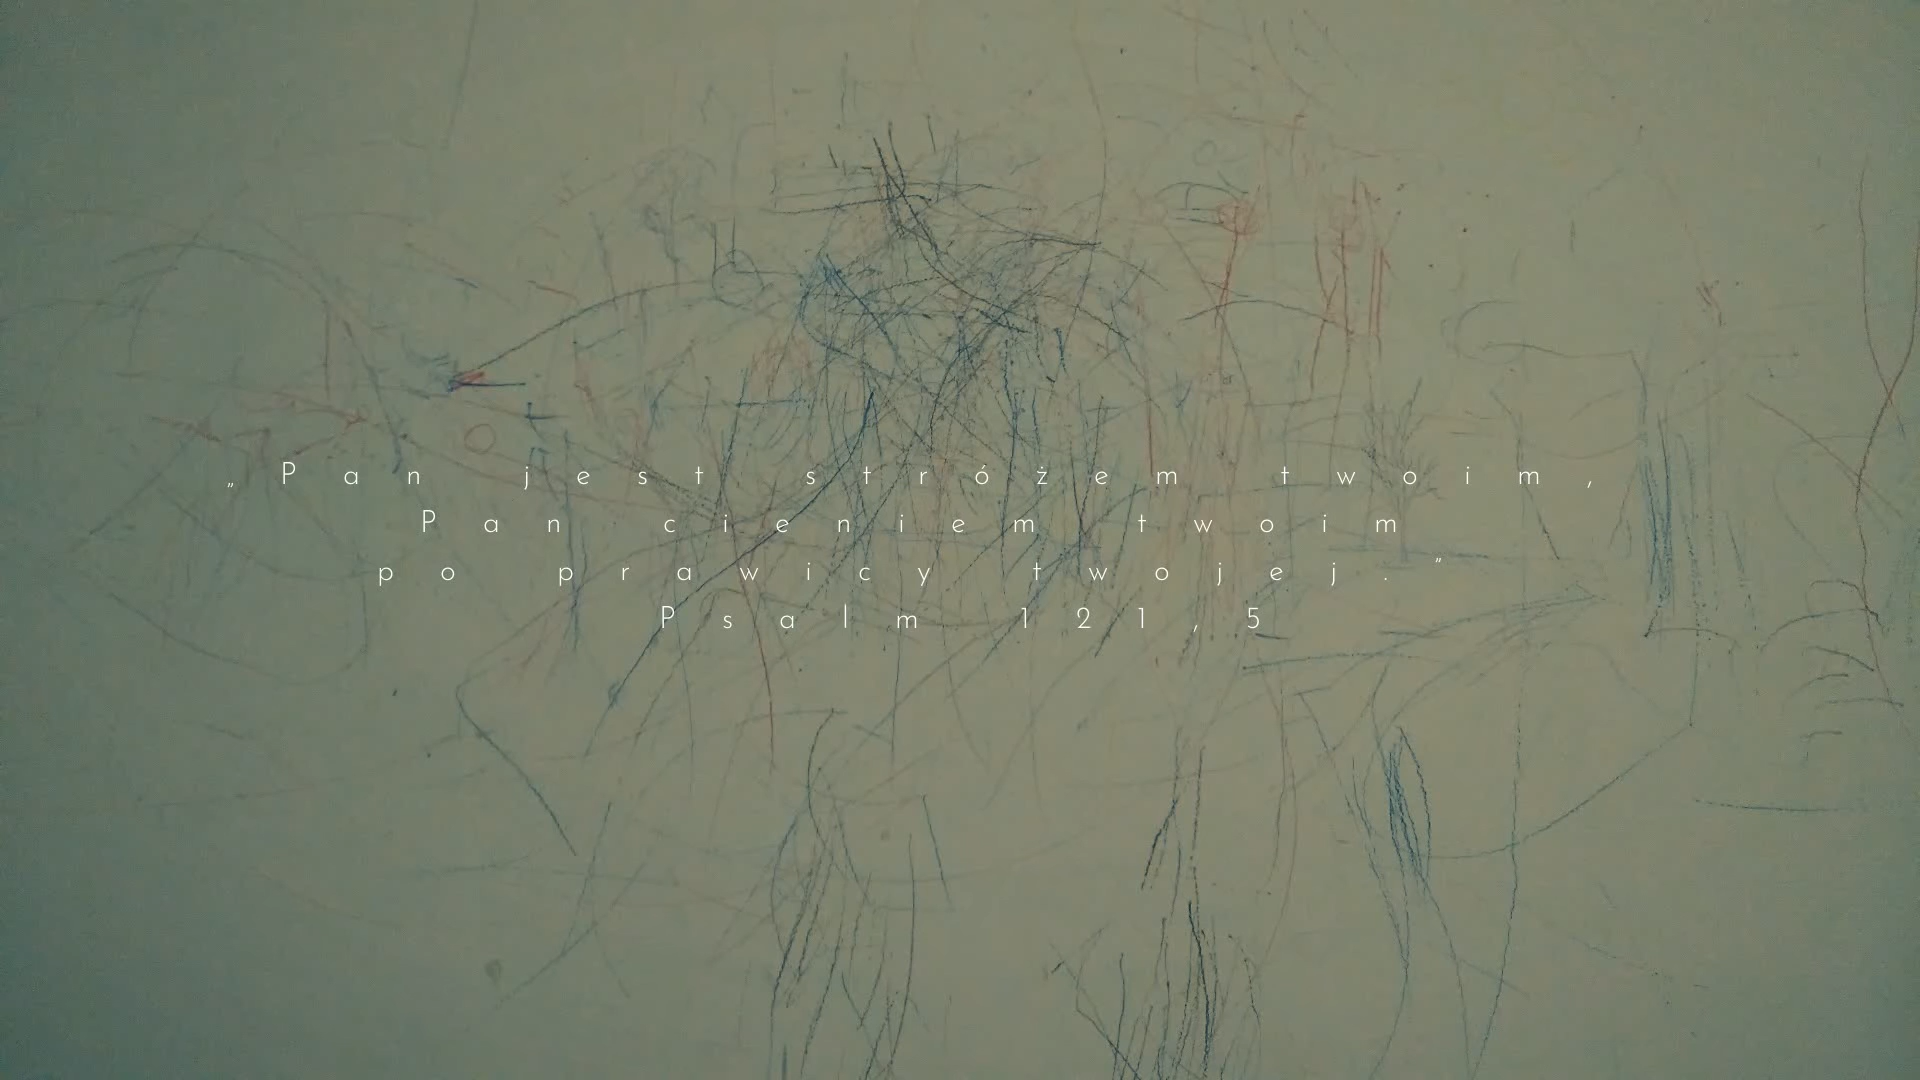 „Pan jest stróżem twoim,
Pan cieniem twoim
po prawicy twojej.”
Psalm 121,5